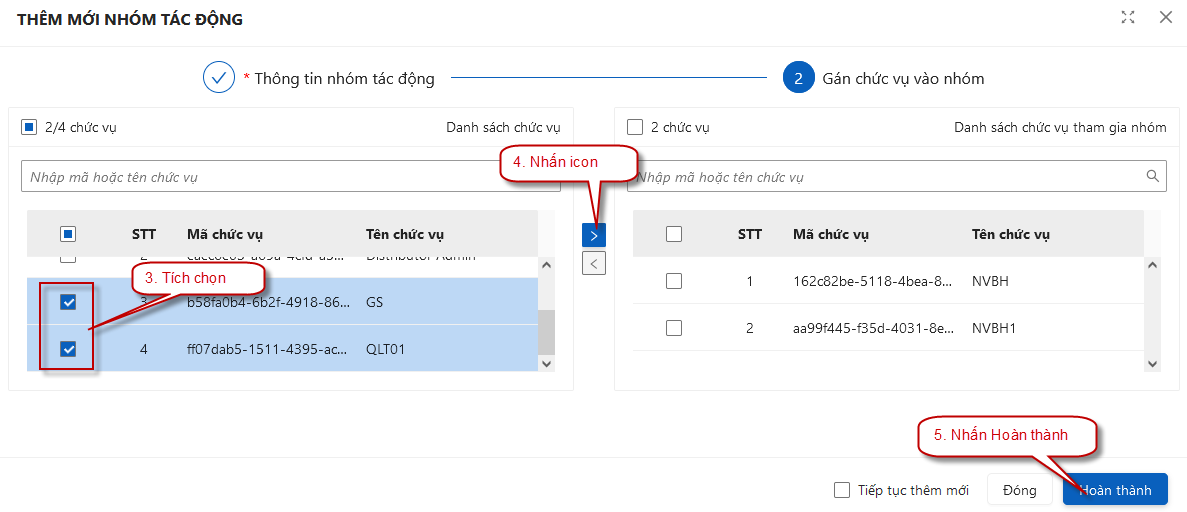 THÊM MỚI NHÓM TÁC ĐỘNG
* Thông tin nhóm tác động
2 Gán chức vụ vào nhóm
2/4 chức vụ Danh sách chức vụ
2 chức vụ Danh sách chức vụ tham gia nhóm
4. Nhấn icon
Nhập mã hoặc tên chức vụ
Nhập mã hoặc tên chức vụ
STT Mã chức vụ Tên chức vụ
STT Mã chức vụ Tên chức vụ
3. Tích chọn
3 b58fa0b4-6b2f-4918-86... GS
4 ff07dab5-1511-4395-ac... QLT01
1 162c82be-5118-4bea-8... NVBH
2 aa99f445-f35d-4031-8e... NVBH1
5. Nhấn Hoàn thành
Tiếp tục thêm mới Đóng Hoàn thành